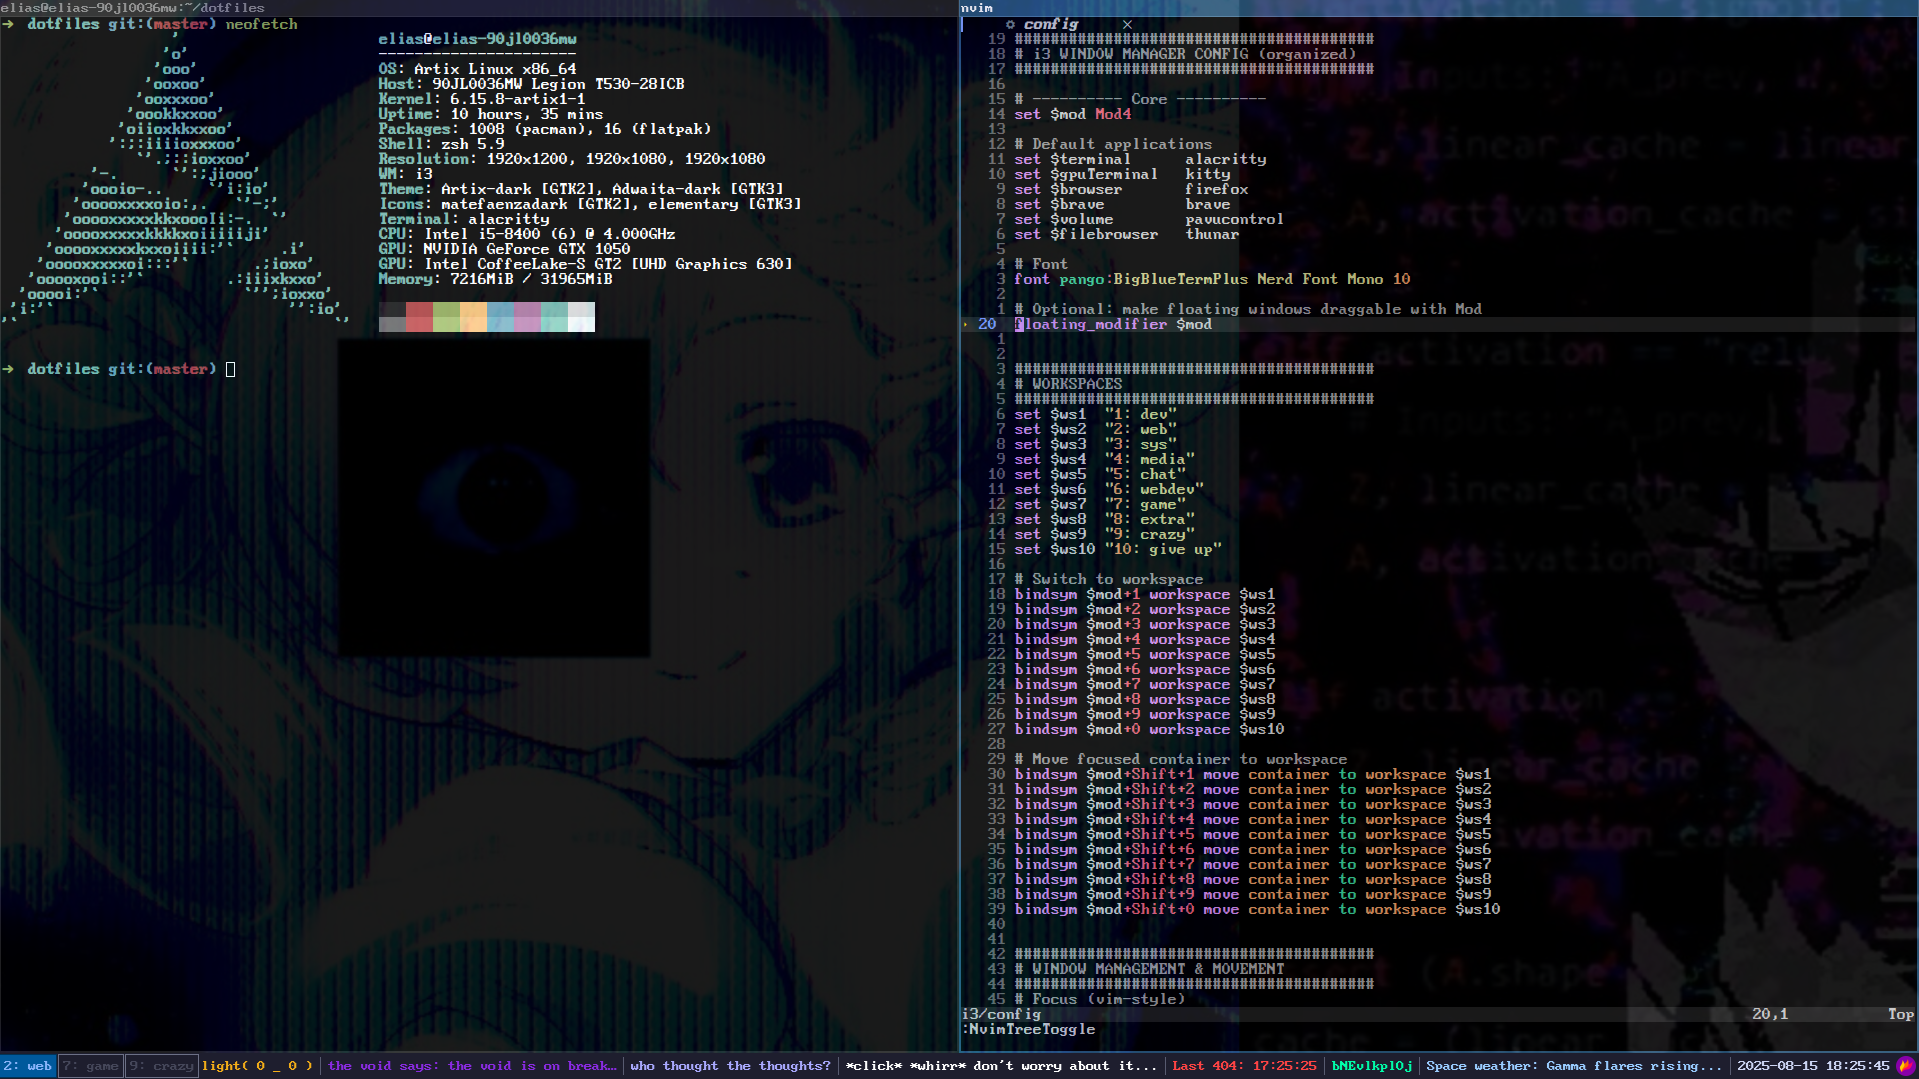 elias@elias-90jl0036mw:~/dotfiles
→ dotfiles git:(master) neofetch
'
'o'
'ooo'
'ooxoo'
'ooxxxoo'
'oookkxxoo'
'oiioxkkxxoo'
':;:iiiioxxxoo'
`'.;::ioxxoo'
'-. `':;jiooo'
'oooio-.. `'i:io'
'ooooxxxxoio:,. `'-;'
'ooooxxxxxkkxoooIi:-. `'
'ooooxxxxxkkkkxoiiiiiji'
'ooooxxxxxkxxoiiii:'` .i'
'ooooxxxxxoi:::'` .;ioxo'
'ooooxooi::'` .:iiixkxxo'
'ooooi:'` `'';ioxxo'
'i:'` '':io'
'` `'
elias@elias-90jl0036mw
----------------------
OS: Artix Linux x86_64
Host: 90JL0036MW Legion T530-28ICB
Kernel: 6.15.8-artix1-1
Uptime: 10 hours, 35 mins
Packages: 1008 (pacman), 16 (flatpak)
Shell: zsh 5.9
Resolution: 1920x1200, 1920x1080, 1920x1080
WM: i3
Theme: Artix-dark [GTK2], Adwaita-dark [GTK3]
Icons: matefaenzadark [GTK2], elementary [GTK3]
Terminal: alacritty
CPU: Intel i5-8400 (6) @ 4.000GHz
GPU: NVIDIA GeForce GTX 1050
GPU: Intel CoffeeLake-S GT2 [UHD Graphics 630]
Memory: 7216MiB / 31965MiB
→ dotfiles git:(master)
nvim
config ×
19 ########################################
18 # i3 WINDOW MANAGER CONFIG (organized)
17 ########################################
16
15 # ---------- Core ----------
14 set $mod Mod4
13
12 # Default applications
11 set $terminal alacritty
10 set $gpuTerminal kitty
9 set $browser firefox
8 set $brave brave
7 set $volume pavucontrol
6 set $filebrowser thunar
5
4 # Font
3 font pango:BigBlueTermPlus Nerd Font Mono 10
2
1 # Optional: make floating windows draggable with Mod
20 floating_modifier $mod
1
2
3 ########################################
4 # WORKSPACES
5 ########################################
6 set $ws1 "1: dev"
7 set $ws2 "2: web"
8 set $ws3 "3: sys"
9 set $ws4 "4: media"
10 set $ws5 "5: chat"
11 set $ws6 "6: webdev"
12 set $ws7 "7: game"
13 set $ws8 "8: extra"
14 set $ws9 "9: crazy"
15 set $ws10 "10: give up"
16
17 # Switch to workspace
18 bindsym $mod+1 workspace $ws1
19 bindsym $mod+2 workspace $ws2
20 bindsym $mod+3 workspace $ws3
21 bindsym $mod+4 workspace $ws4
22 bindsym $mod+5 workspace $ws5
23 bindsym $mod+6 workspace $ws6
24 bindsym $mod+7 workspace $ws7
25 bindsym $mod+8 workspace $ws8
26 bindsym $mod+9 workspace $ws9
27 bindsym $mod+0 workspace $ws10
28
29 # Move focused container to workspace
30 bindsym $mod+Shift+1 move container to workspace $ws1
31 bindsym $mod+Shift+2 move container to workspace $ws2
32 bindsym $mod+Shift+3 move container to workspace $ws3
33 bindsym $mod+Shift+4 move container to workspace $ws4
34 bindsym $mod+Shift+5 move container to workspace $ws5
35 bindsym $mod+Shift+6 move container to workspace $ws6
36 bindsym $mod+Shift+7 move container to workspace $ws7
37 bindsym $mod+Shift+8 move container to workspace $ws8
38 bindsym $mod+Shift+9 move container to workspace $ws9
39 bindsym $mod+Shift+0 move container to workspace $ws10
40
41
42 ########################################
43 # WINDOW MANAGEMENT & MOVEMENT
44 ########################################
45 # Focus (vim-style)
i3/config 20,1 Top
:NvimTreeToggle
2: web 7: game 9: crazy light( 0 _ 0 ) the void says: the void is on break… who thought the thoughts? *click* *whirr* don't worry about it... Last 404: 17:25:25 bNEvlkplOj Space weather: Gamma flares rising... 2025-08-15 18:25:45